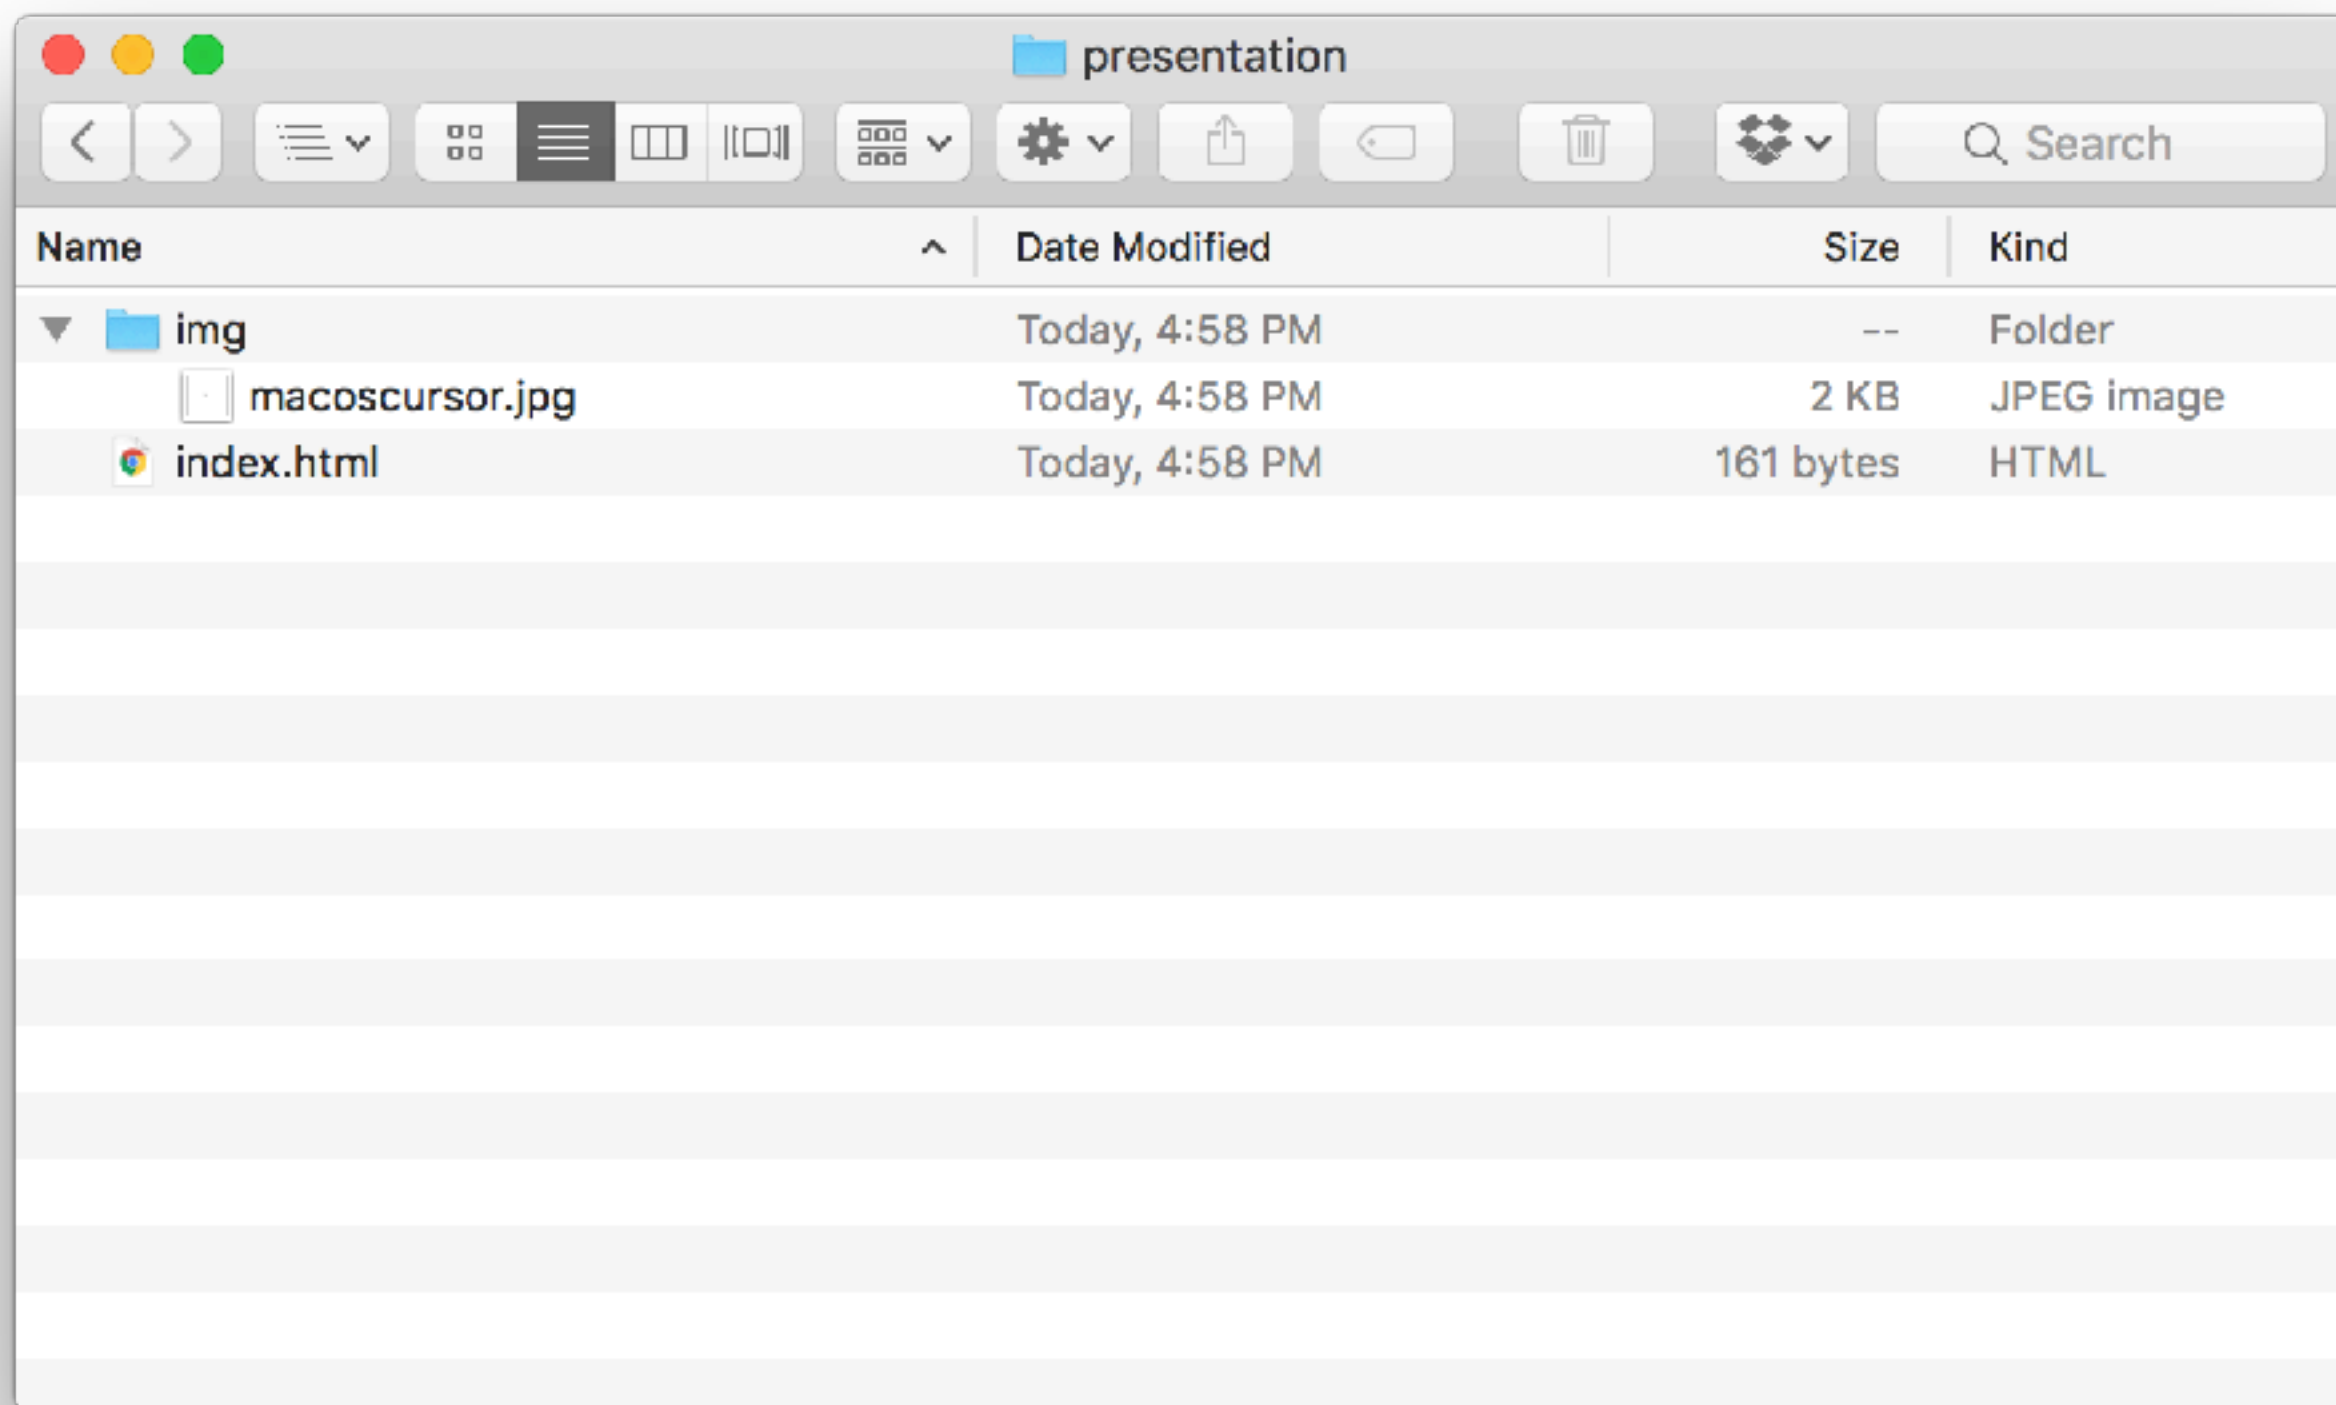 presentation
Search
Name Date Modified Size Kind
img Today, 4:58 PM -- Folder
macoscursor.jpg Today, 4:58 PM 2 KB JPEG image
index.html Today, 4:58 PM 161 bytes HTML